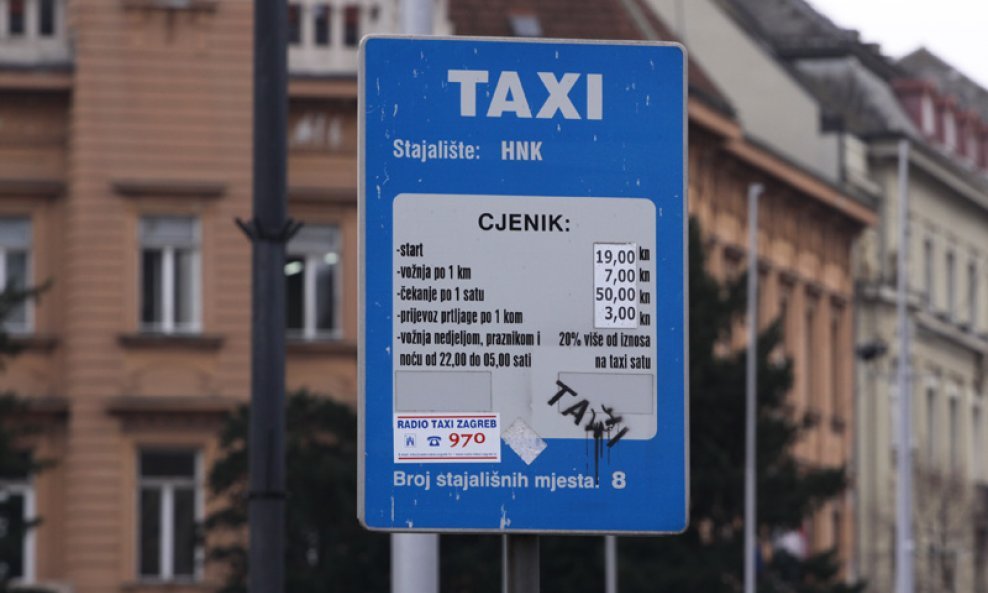 TAXI
Stajalište: HNK
CJENIK:
-start 19,00 kn
-vožnja po 1 km 7,00 kn
-čekanje po 1 satu 50,00 kn
-prijevoz prtljage po 1 kom 3,00 kn
-vožnja nedjeljom, praznikom i 20% više od iznosa
noću od 22,00 do 05,00 sati na taxi satu
TAXI
RADIO TAXI ZAGREB
970
Broj stajališnih mjesta: 8